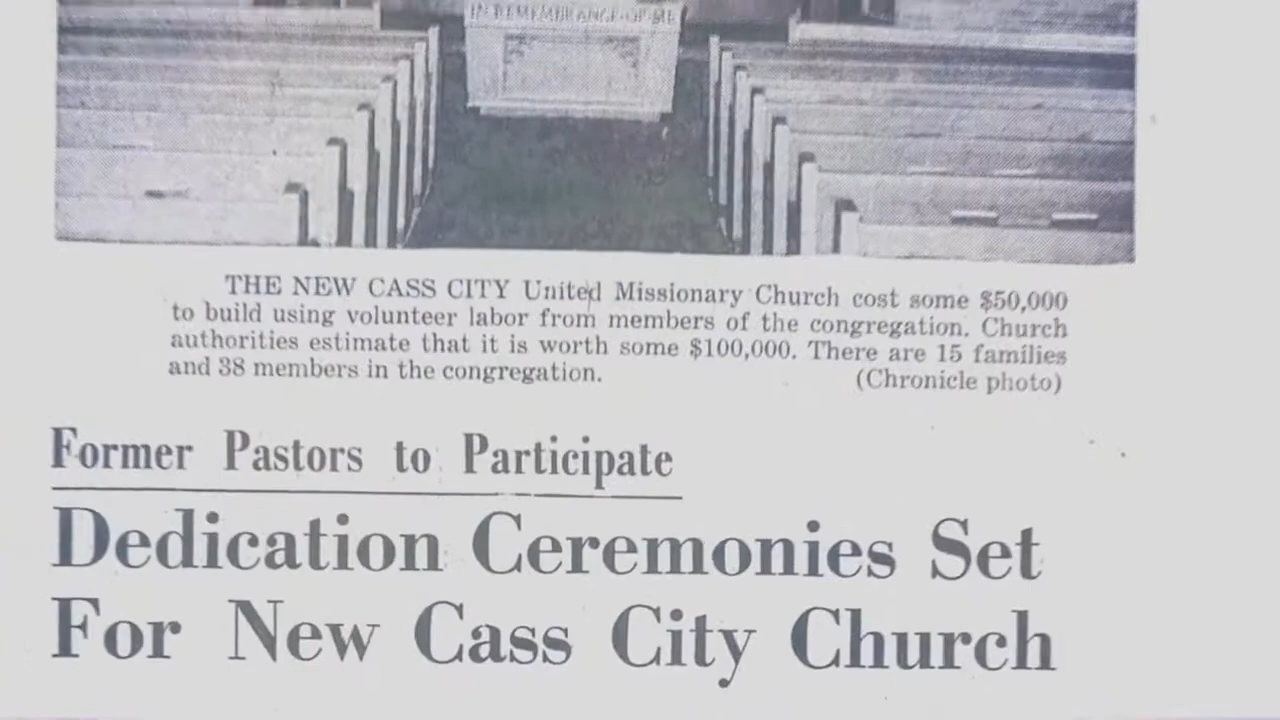 IN REMEMBRANCE OF ME
THE NEW CASS CITY United Missionary Church cost some $50,000
to build using volunteer labor from members of the congregation. Church
authorities estimate that it is worth some $100,000. There are 15 families
and 38 members in the congregation. (Chronicle photo)
Former Pastors to Participate
Dedication Ceremonies Set
For New Cass City Church